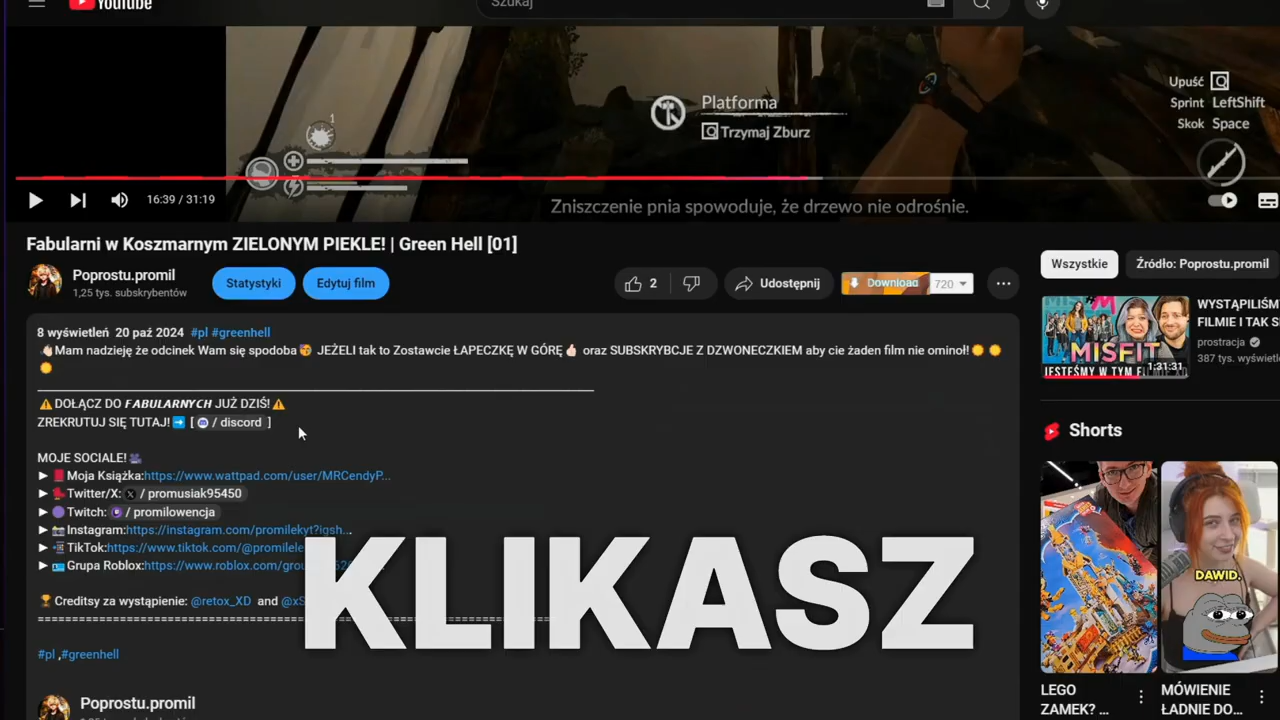 YouTube
Szukaj
Platforma
Q Trzymaj Zburz
1
Upuść Q
Sprint LeftShift
Skok Space
Zniszczenie pnia spowoduje, że drzewo nie odrośnie.
16:39 / 31:19
Fabularni w Koszmarnym ZIELONYM PIEKLE! | Green Hell [01]
Poprostu.promil
1,25 tys. subskrybentów
Statystyki
Edytuj film
2
Udostępnij
Download
720
8 wyświetleń 20 paź 2024 #pl #greenhell
👋🏻Mam nadzieję że odcinek Wam się spodoba🥳 JEŻELI tak to Zostawcie ŁAPECZKĘ W GÓRĘ👍🏻 oraz SUBSKRYBCJE Z DZWONECZKIEM aby cie żaden film nie ominoł!
⚠️DOŁĄCZ DO FABULARNYCH JUŻ DZIŚ!⚠️
ZREKRUTUJ SIĘ TUTAJ!➡️ [ / discord ]
MOJE SOCIALE!
► Moja Książka:https://www.wattpad.com/user/MRCendyP...
► Twitter/X: X / promusiak95450
► Twitch: / promilowencja
► Instagram:https://instagram.com/promilekyt?igsh...
► TikTok:https://www.tiktok.com/@promilele
► Grupa Roblox:https://www.roblox.com/grou
🏆Creditsy za wystąpienie: @retox_XD and @xS
==================================================
KLIKASZ
#pl ,#greenhell
Poprostu.promil
Wszystkie
Źródło: Poprostu.promil
MISFIT
JESTEŚMY W TYM
1:31:31
WYSTĄPILIŚM
FILMIE I TAK S
prostracja
387 tys. wyświetle
Shorts
DAWID.
LEGO
ZAMEK? ...
MÓWIENIE
ŁADNIE DO...